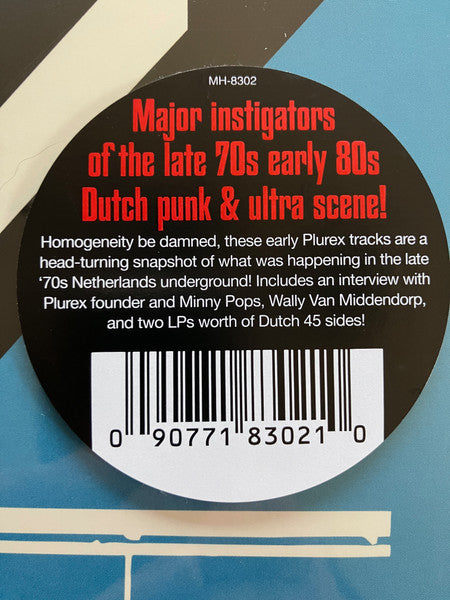 MH-8302
Major instigators
of the late 70s early 80s
Dutch punk & ultra scene!
Homogeneity be damned, these early Plurex tracks are a
head-turning snapshot of what was happening in the late
‘70s Netherlands underground! Includes an interview with
Plurex founder and Minny Pops, Wally Van Middendorp,
and two LPs worth of Dutch 45 sides!
0 90771 83021 0